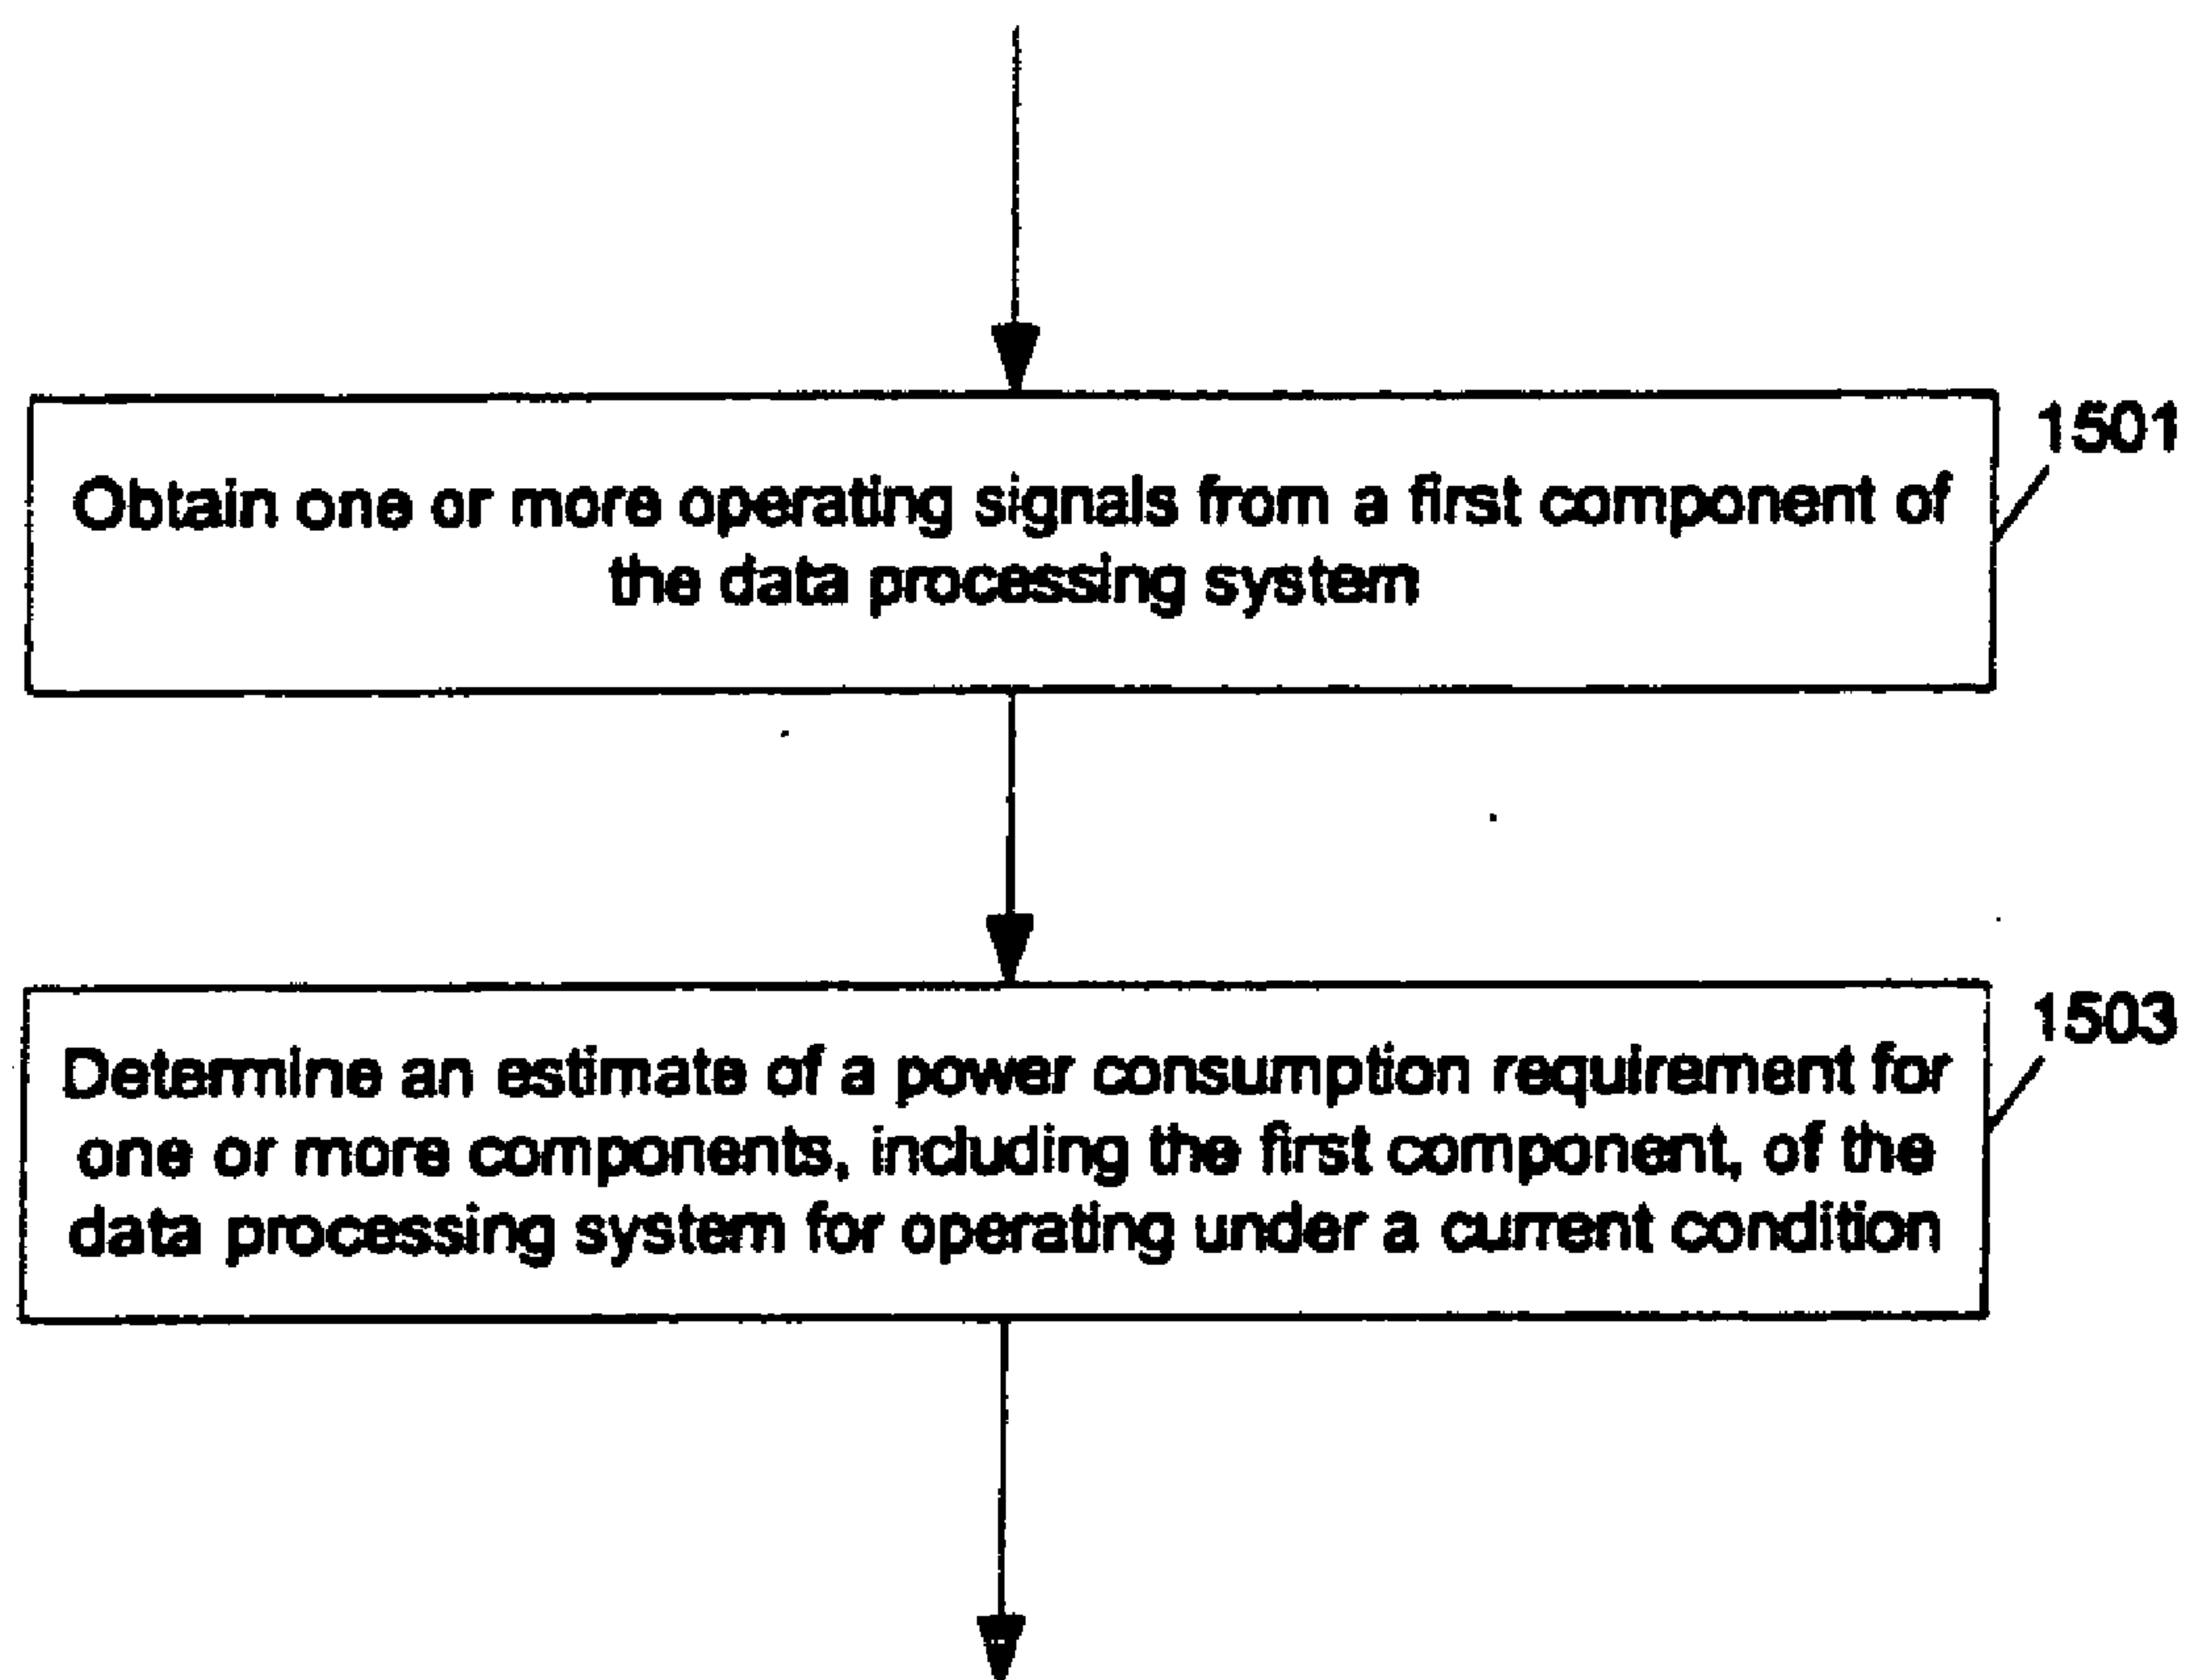 1501
Obtain one or more operating signals from a first component of
the data processing system
1503
Determine an estimate of a power consumption requirement for
one or more components, including the first component, of the
data processing system for operating under a current condition